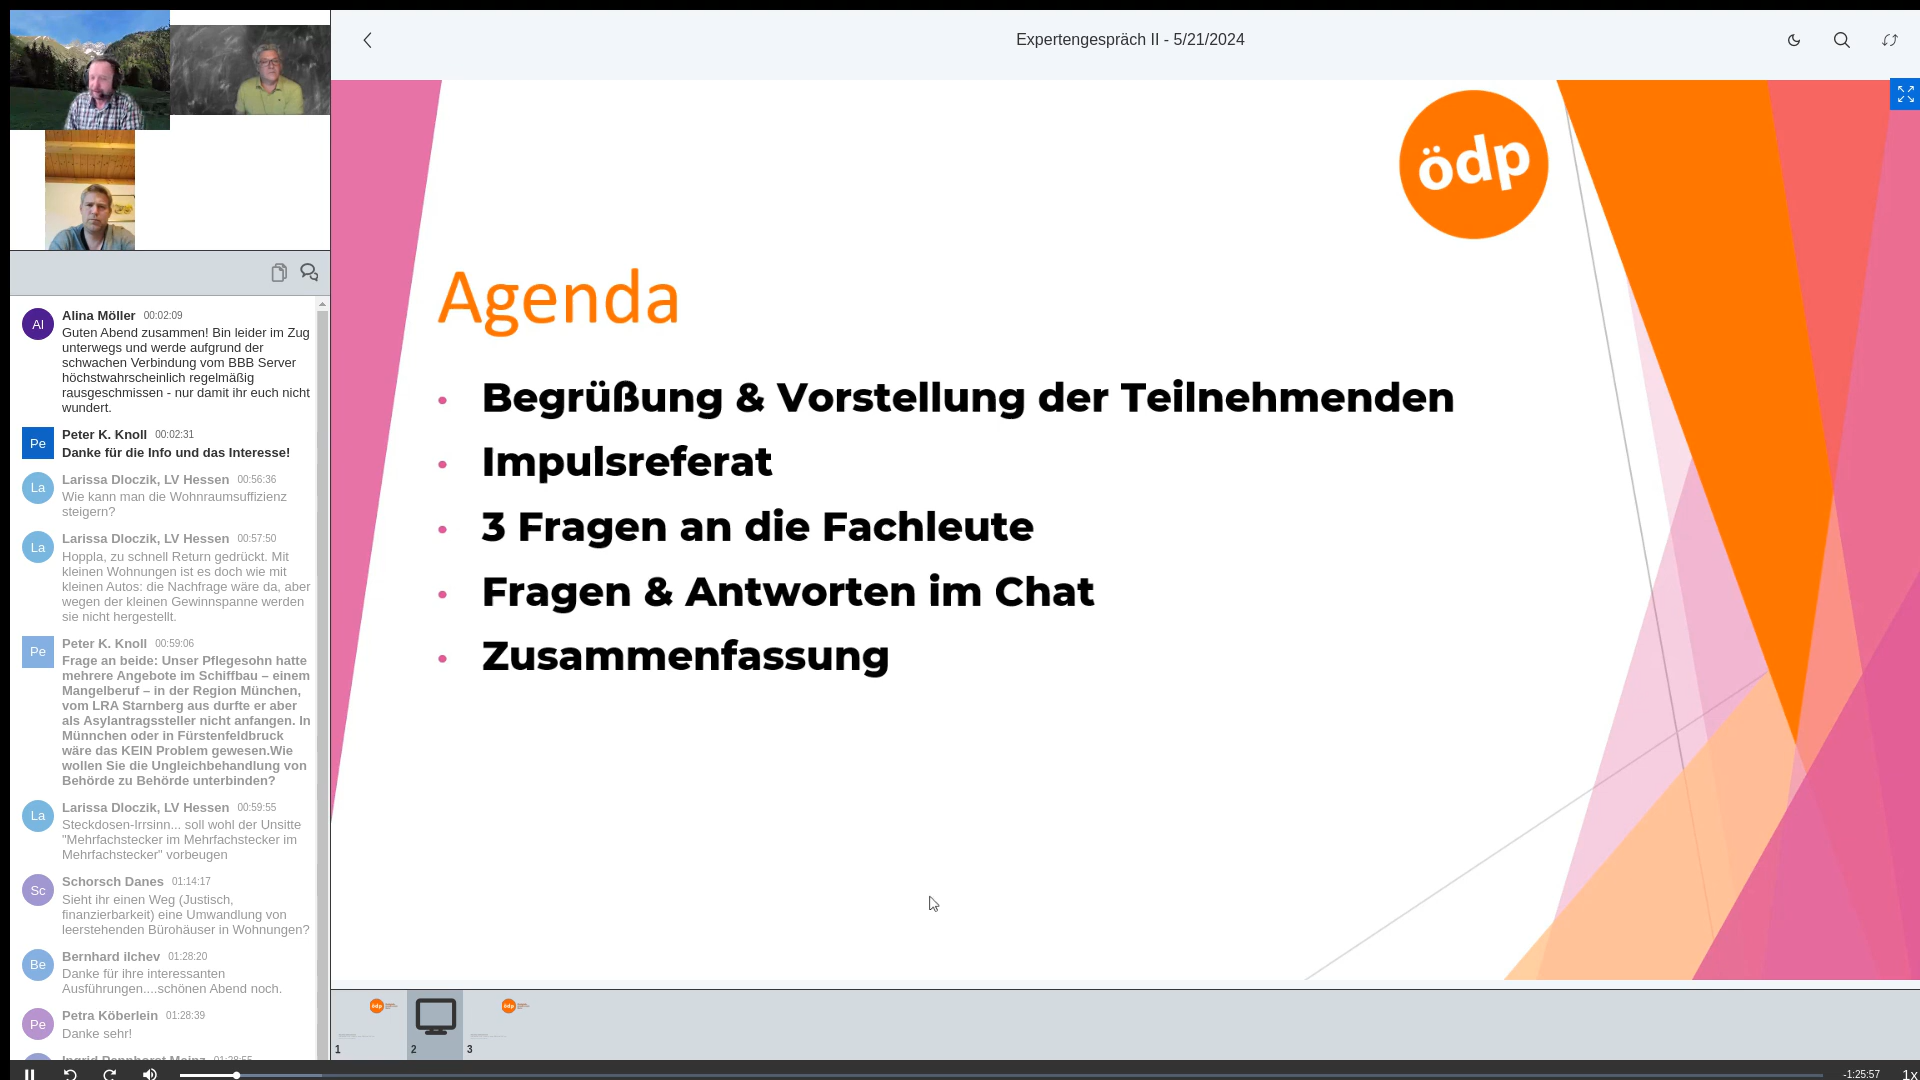 Expertengespräch II - 5/21/2024
Al
Alina Möller 00:02:09
Guten Abend zusammen! Bin leider im Zug
unterwegs und werde aufgrund der
schwachen Verbindung vom BBB Server
höchstwahrscheinlich regelmäßig
rausgeschmissen - nur damit ihr euch nicht
wundert.
Pe
Peter K. Knoll 00:02:31
Danke für die Info und das Interesse!
La
Larissa Dloczik, LV Hessen 00:56:36
Wie kann man die Wohnraumsuffizienz
steigern?
La
Larissa Dloczik, LV Hessen 00:57:50
Hoppla, zu schnell Return gedrückt. Mit
kleinen Wohnungen ist es doch wie mit
kleinen Autos: die Nachfrage wäre da, aber
wegen der kleinen Gewinnspanne werden
sie nicht hergestellt.
Pe
Peter K. Knoll 00:59:06
Frage an beide: Unser Pflegesohn hatte
mehrere Angebote im Schiffbau – einem
Mangelberuf – in der Region München,
vom LRA Starnberg aus durfte er aber
als Asylantragssteller nicht anfangen. In
Münnchen oder in Fürstenfeldbruck
wäre das KEIN Problem gewesen.Wie
wollen Sie die Ungleichbehandlung von
Behörde zu Behörde unterbinden?
La
Larissa Dloczik, LV Hessen 00:59:55
Steckdosen-Irrsinn... soll wohl der Unsitte
"Mehrfachstecker im Mehrfachstecker im
Mehrfachstecker" vorbeugen
Sc
Schorsch Danes 01:14:17
Sieht ihr einen Weg (Justisch,
finanzierbarkeit) eine Umwandlung von
leerstehenden Bürohäuser in Wohnungen?
Be
Bernhard ilchev 01:28:20
Danke für ihre interessanten
Ausführungen....schönen Abend noch.
Pe
Petra Köberlein 01:28:39
Danke sehr!
ödp
Agenda
• Begrüßung & Vorstellung der Teilnehmenden
• Impulsreferat
• 3 Fragen an die Fachleute
• Fragen & Antworten im Chat
• Zusammenfassung
ödp
1
2
ödp
3
-1:25:57
1x